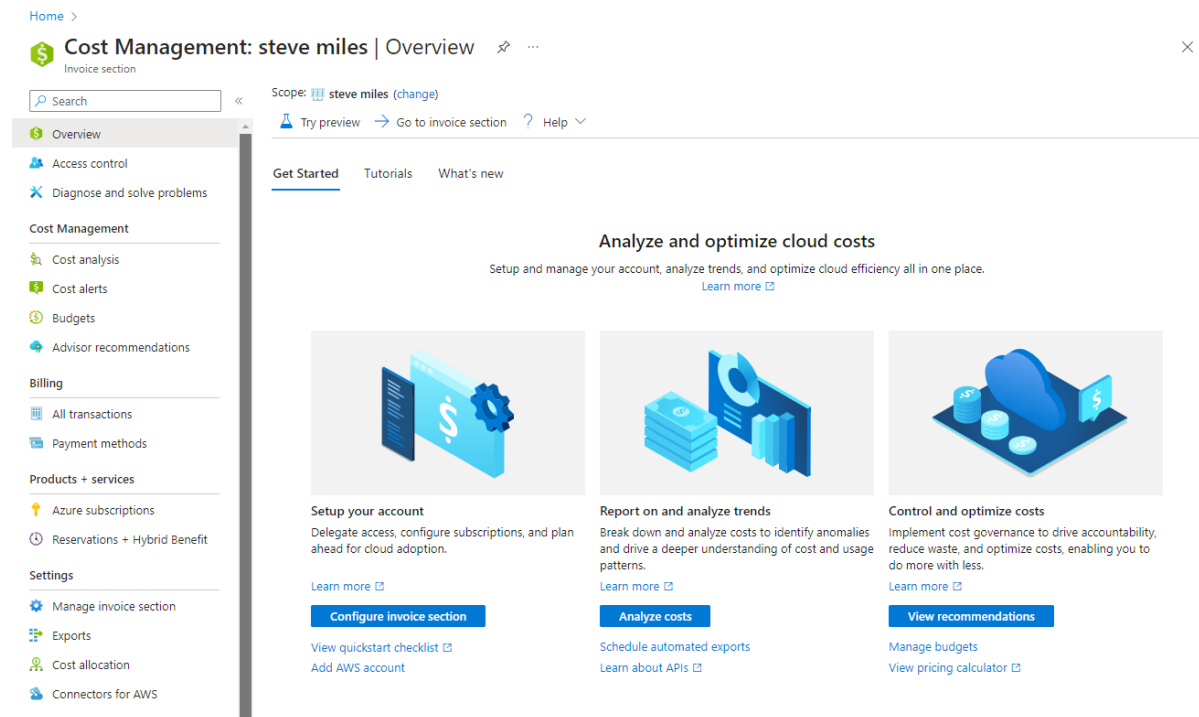 Home
Cost Management: steve miles | Overview
Invoice section
Search
Overview
Access control
Diagnose and solve problems
Cost Management
Cost analysis
Cost alerts
Budgets
Advisor recommendations
Billing
All transactions
Payment methods
Products + services
Azure subscriptions
Reservations + Hybrid Benefit
Settings
Manage invoice section
Exports
Cost allocation
Connectors for AWS
Scope: steve miles (change)
Try preview
Go to invoice section
Help
Get Started
Tutorials
What's new
Analyze and optimize cloud costs
Setup and manage your account, analyze trends, and optimize cloud efficiency all in one place.
Learn more
Setup your account
Delegate access, configure subscriptions, and plan
ahead for cloud adoption.
Learn more
Configure invoice section
View quickstart checklist
Add AWS account
Report on and analyze trends
Break down and analyze costs to identify anomalies
and drive a deeper understanding of cost and usage
patterns.
Learn more
Analyze costs
Schedule automated exports
Learn about APIs
Control and optimize costs
Implement cost governance to drive accountability,
reduce waste, and optimize costs, enabling you to
do more with less.
Learn more
View recommendations
Manage budgets
View pricing calculator